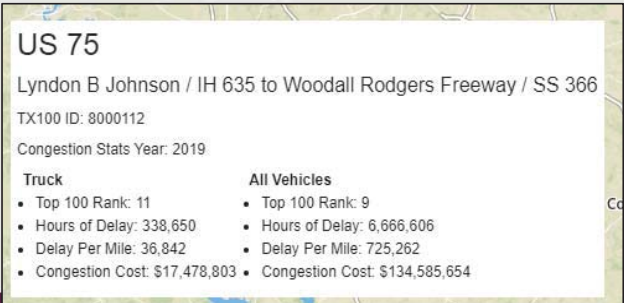 US 75
Lyndon B Johnson / IH 635 to Woodall Rodgers Freeway / SS 366
TX100 ID: 8000112
Congestion Stats Year: 2019
Truck
• Top 100 Rank: 11
• Hours of Delay: 338,650
• Delay Per Mile: 36,842
• Congestion Cost: $17,478,803
All Vehicles
• Top 100 Rank: 9
• Hours of Delay: 6,666,606
• Delay Per Mile: 725,262
• Congestion Cost: $134,585,654